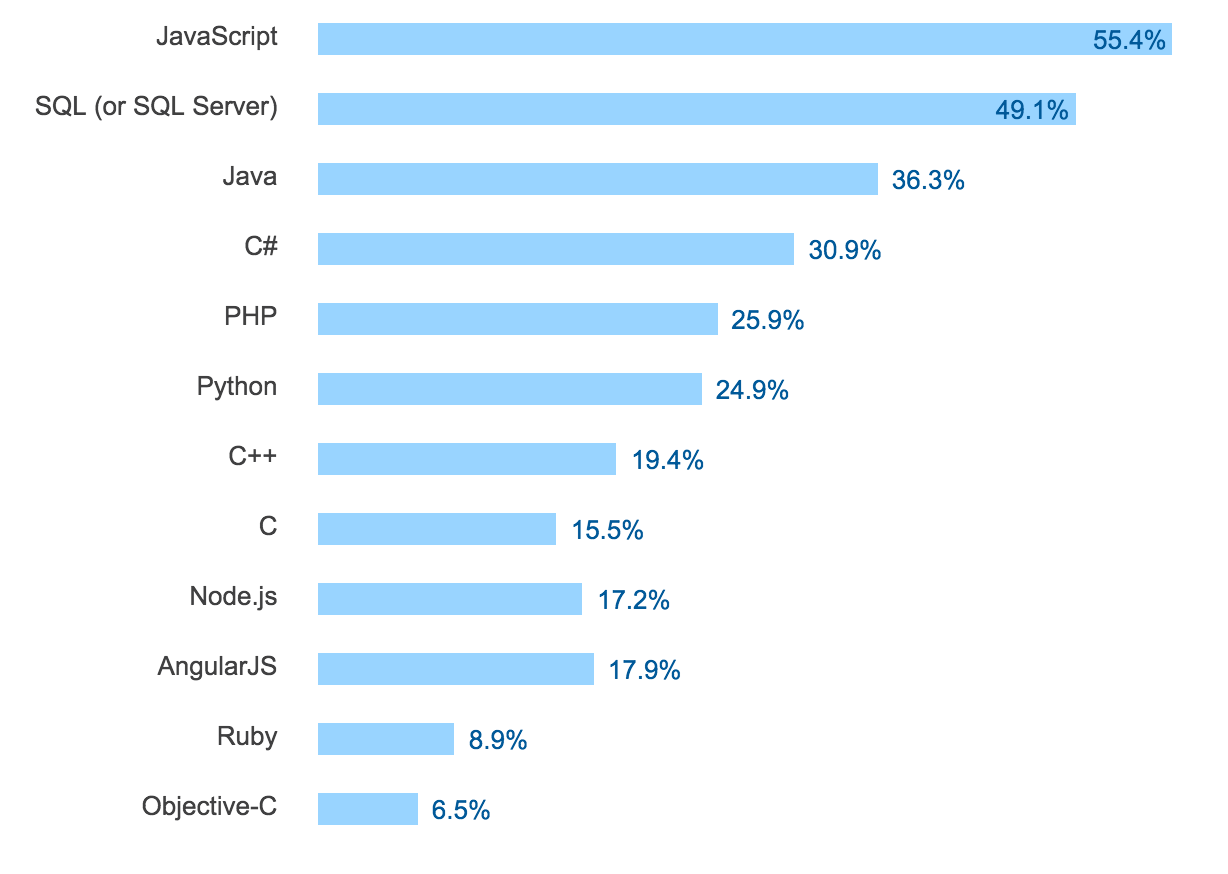 JavaScript 55.4%
SQL (or SQL Server) 49.1%
Java 36.3%
C# 30.9%
PHP 25.9%
Python 24.9%
C++ 19.4%
C 15.5%
Node.js 17.2%
AngularJS 17.9%
Ruby 8.9%
Objective-C 6.5%